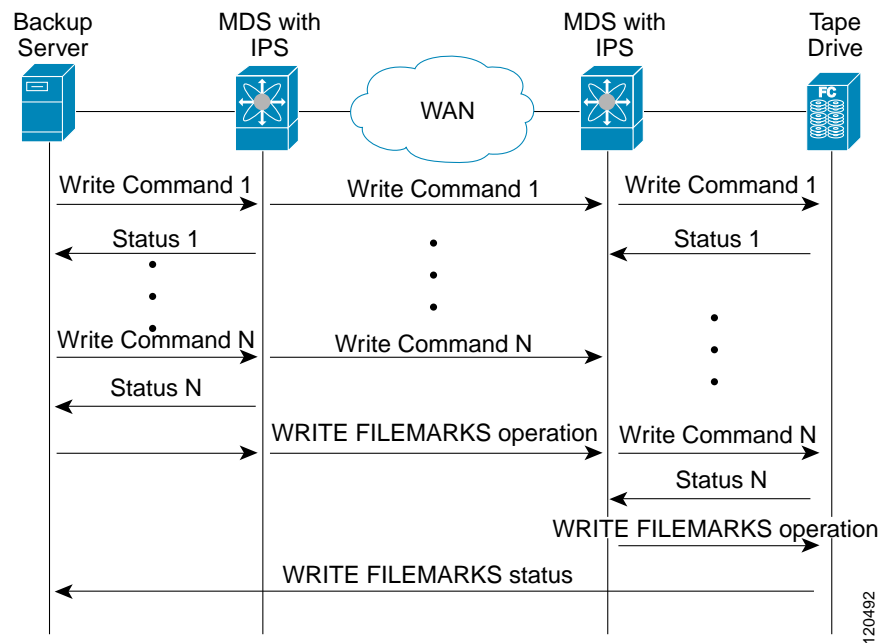 Backup
Server
MDS with
IPS
MDS with
IPS
Tape
Drive
FC
WAN
Write Command 1
Write Command 1
Write Command 1
Status 1
Status 1
Write Command N
Write Command N
Status N
WRITE FILEMARKS operation
Write Command N
Status N
WRITE FILEMARKS operation
WRITE FILEMARKS status
120492